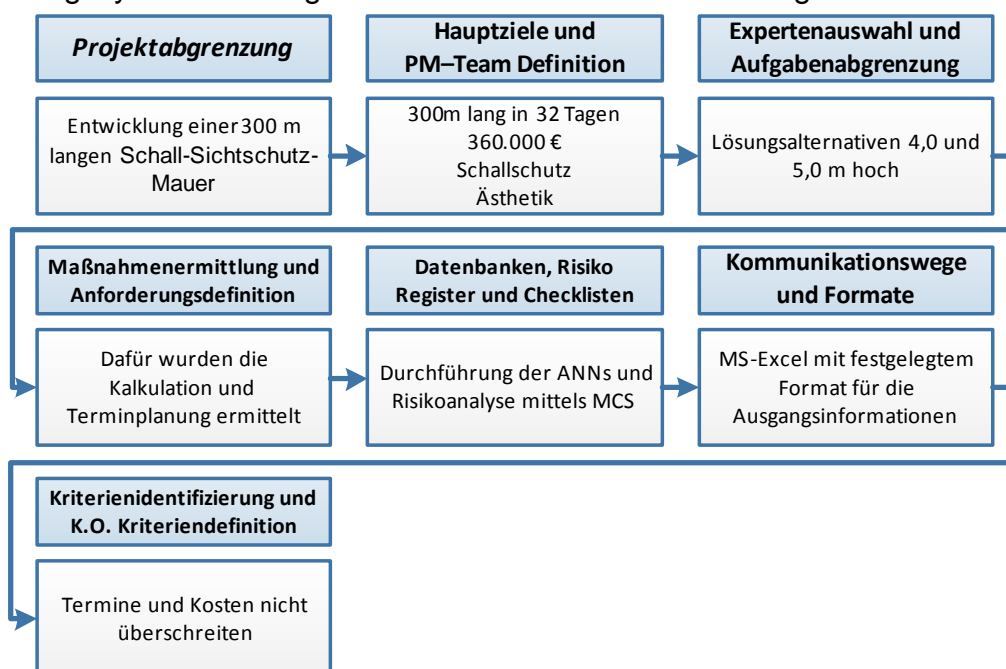 Projektabgrenzung
Entwicklung einer 300 m
langen Schall-Sichtschutz-
Mauer
Hauptziele und
PM–Team Definition
300m lang in 32 Tagen
360.000 €
Schallschutz
Ästhetik
Expertenauswahl und
Aufgabenabgrenzung
Lösungsalternativen 4,0 und
5,0 m hoch
Maßnahmenermittlung und
Anforderungsdefinition
Dafür wurden die
Kalkulation und
Terminplanung ermittelt
Datenbanken, Risiko
Register und Checklisten
Durchführung der ANNs und
Risikoanalyse mittels MCS
Kommunikationswege
und Formate
MS-Excel mit festgelegtem
Format für die
Ausgangsinformationen
Kriterienidentifizierung und
K.O. Kriteriendefinition
Termine und Kosten nicht
überschreiten